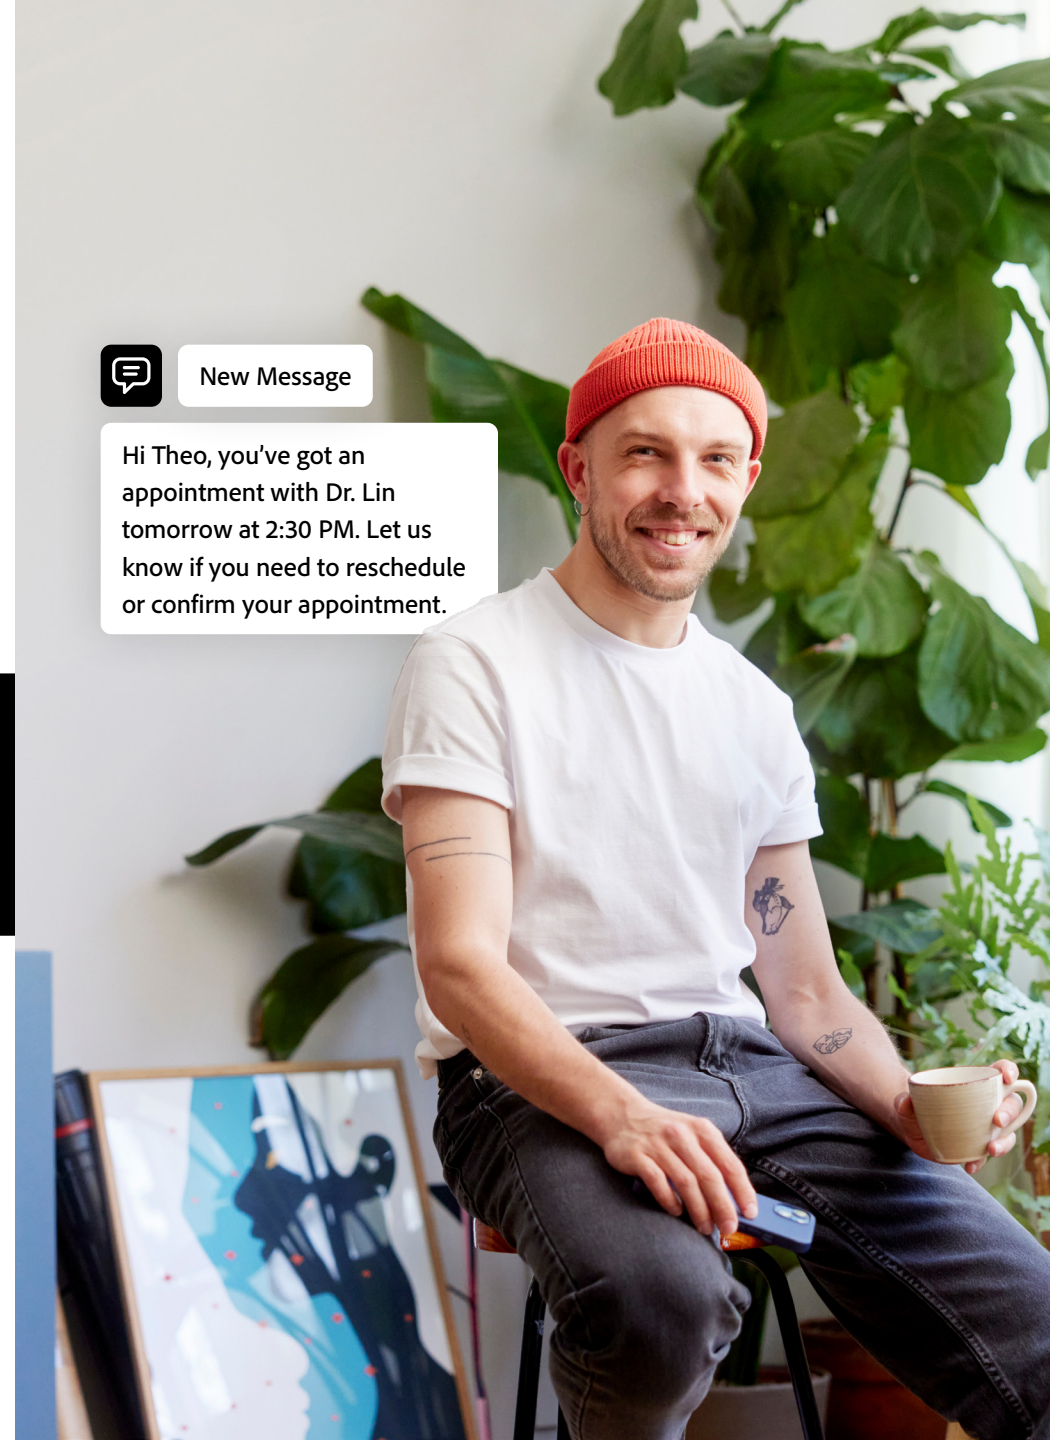 New Message
Hi Theo, you’ve got an
appointment with Dr. Lin
tomorrow at 2:30 PM. Let us
know if you need to reschedule
or confirm your appointment.